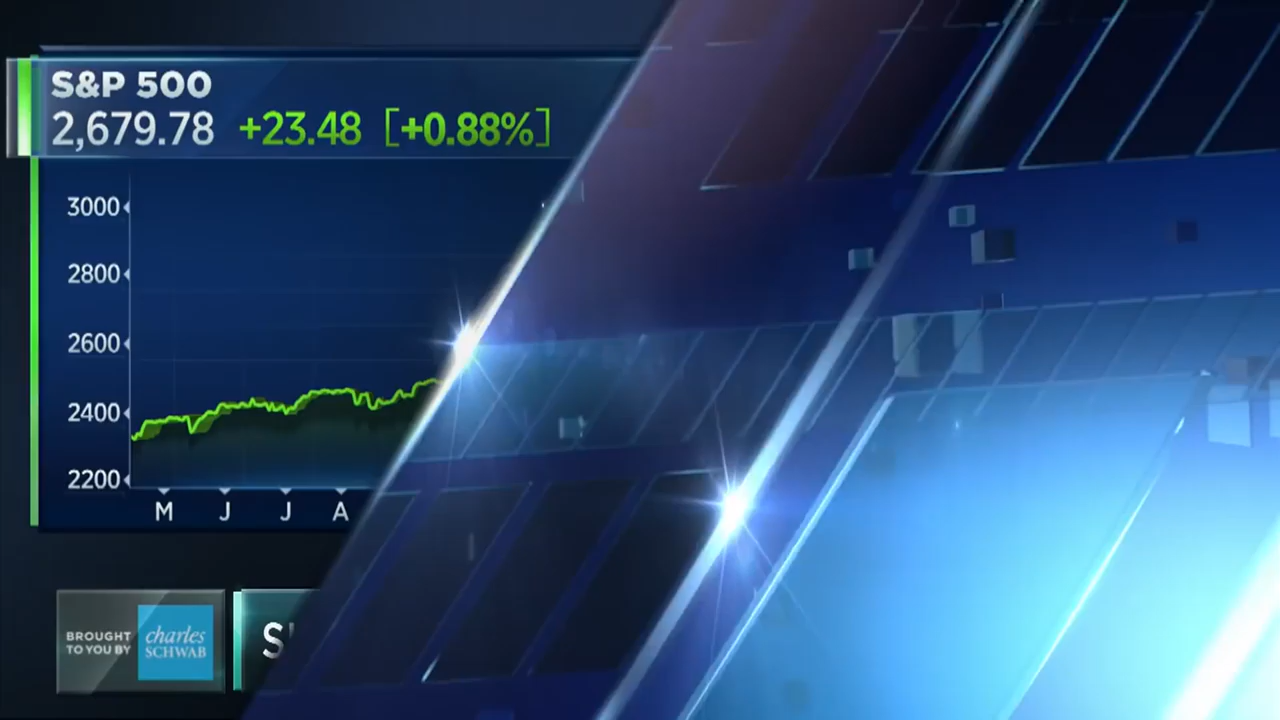 S&P 500
2,679.78 +23.48 [+0.88%]
3000
2800
2600
2400
2200
M J J A
BROUGHT
TO YOU BY
charles
SCHWAB
S